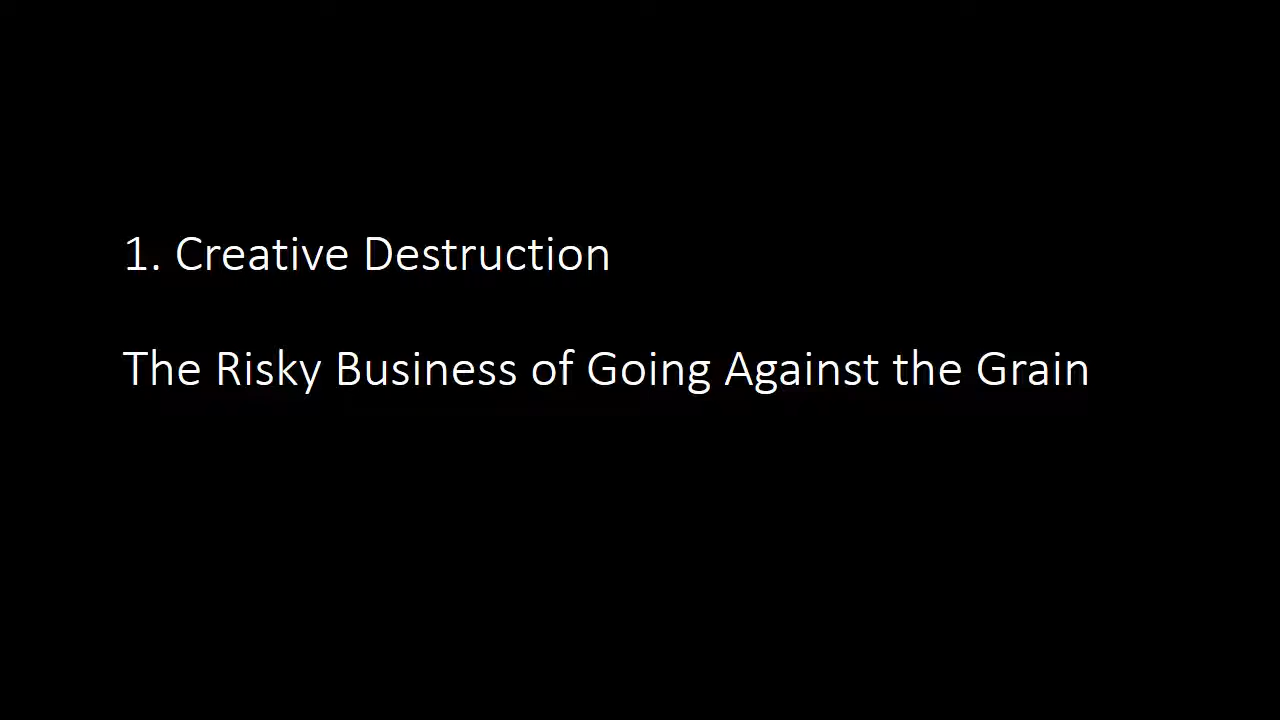 1. Creative Destruction
The Risky Business of Going Against the Grain